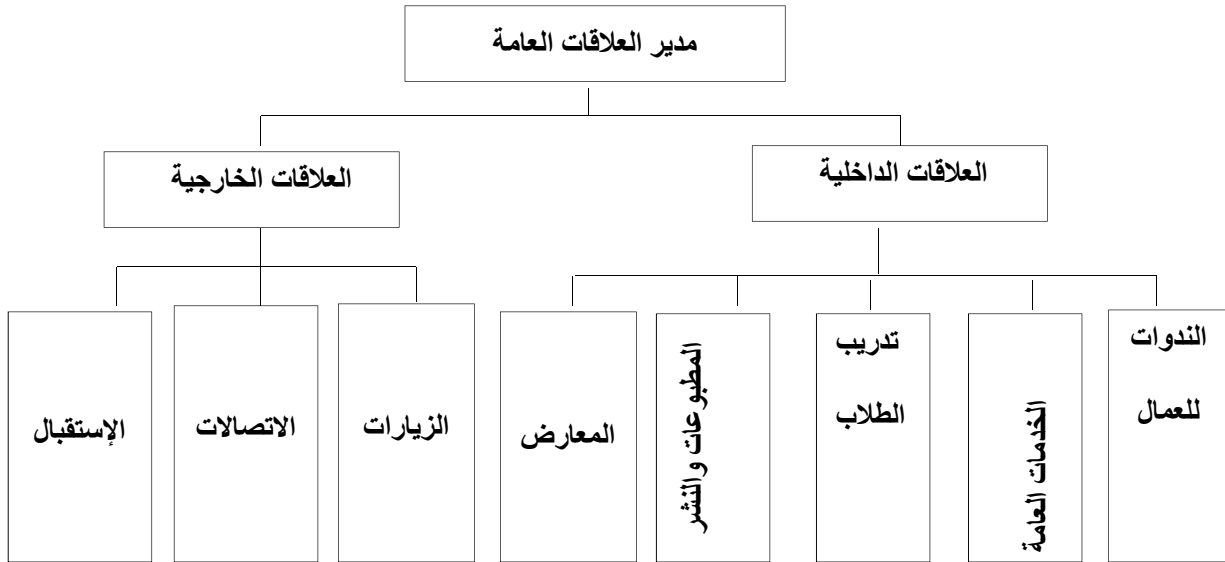 مدير العلاقات العامة
العلاقات الداخلية
العلاقات الخارجية
الندوات
للعمال
الخدمات العامة
تدريب
الطلاب
المطبوعات والنشر
المعارض
الزيارات
الاتصالات
الإستقبال